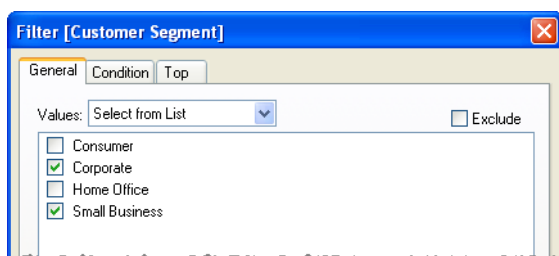 Filter [Customer Segment]
General Condition Top
Values: Select from List Exclude
Consumer
Corporate
Home Office
Small Business